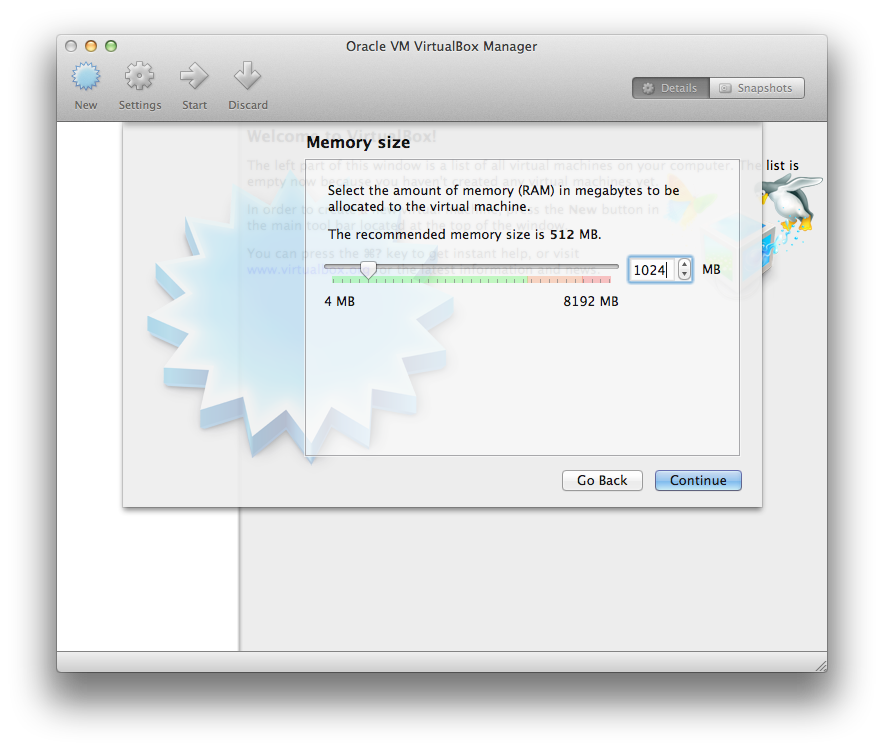 Oracle VM VirtualBox Manager
New
Settings
Start
Discard
Details
Snapshots
Welcome to VirtualBox!
Memory size
The left part of this window is a list of all virtual machines on your computer. The list is
empty now because you haven't created any virtual machines yet.
Select the amount of memory (RAM) in megabytes to be
allocated to the virtual machine.
In order to
press the New button in
the main tool bar located at the top of the window.
The recommended memory size is 512 MB.
You can press the ⌘? key to get instant help, or visit
www.virtualbox.org for the latest information and news.
1024
MB
4 MB
8192 MB
Go Back
Continue